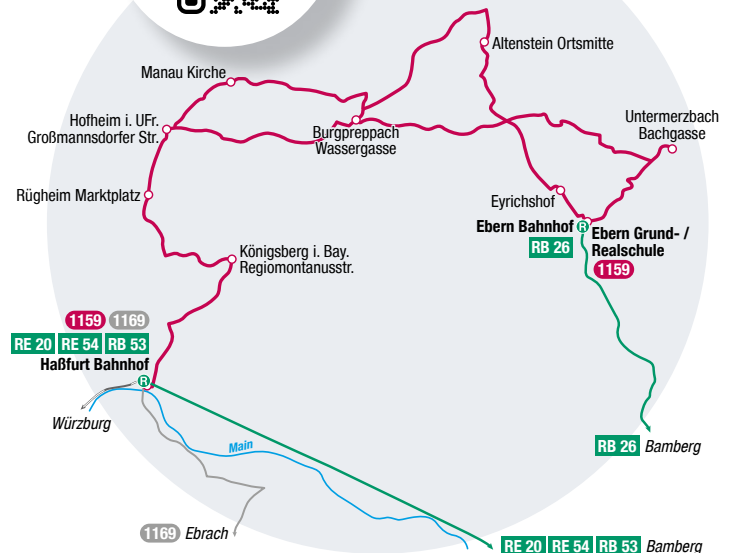 Altenstein Ortsmitte
Manau Kirche
Hofheim i. UFr.
Großmannsdorfer Str.
Burgpreppach
Wassergasse
Untermerzbach
Bachgasse
Rügheim Marktplatz
Eyrichshof
Ebern Bahnhof
RB 26
Ebern Grund- /
Realschule
1159
Königsberg i. Bay.
Regiomontanusstr.
1159 1169
RE 20 RE 54 RB 53
Haßfurt Bahnhof
R
R
Würzburg
Main
RB 26 Bamberg
1169 Ebrach
RE 20 RE 54 RB 53 Bamberg